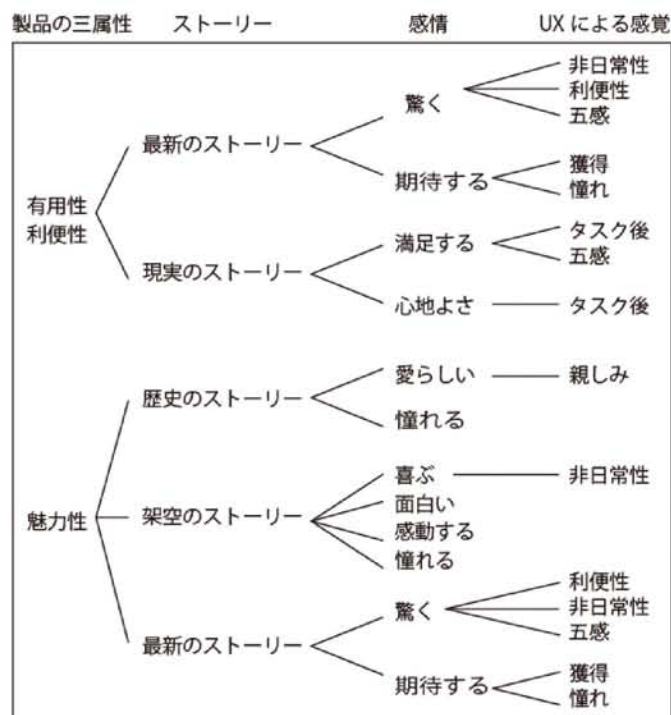 製品の三属性 ストーリー 感情 UX による感覚
非日常性
驚く 利便性
五感
最新のストーリー
獲得
期待する
憧れ
有用性
利便性
タスク後
満足する
五感
現実のストーリー
心地よさ タスク後
愛らしい 親しみ
歴史のストーリー
憧れる
喜ぶ 非日常性
面白い
魅力性 架空のストーリー
感動する
憧れる
利便性
驚く 非日常性
五感
最新のストーリー
獲得
期待する
憧れ